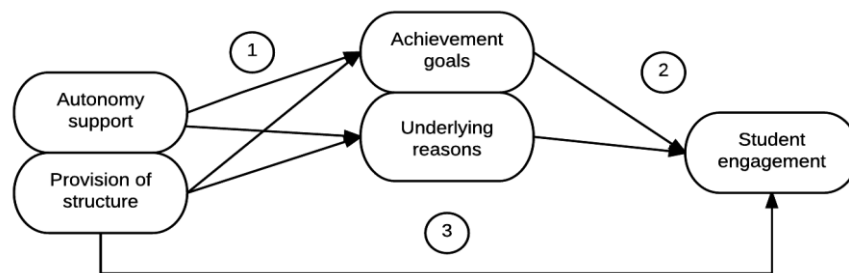 1
Achievement
goals
2
Autonomy
support
Underlying
reasons
Student
engagement
Provision of
structure
3